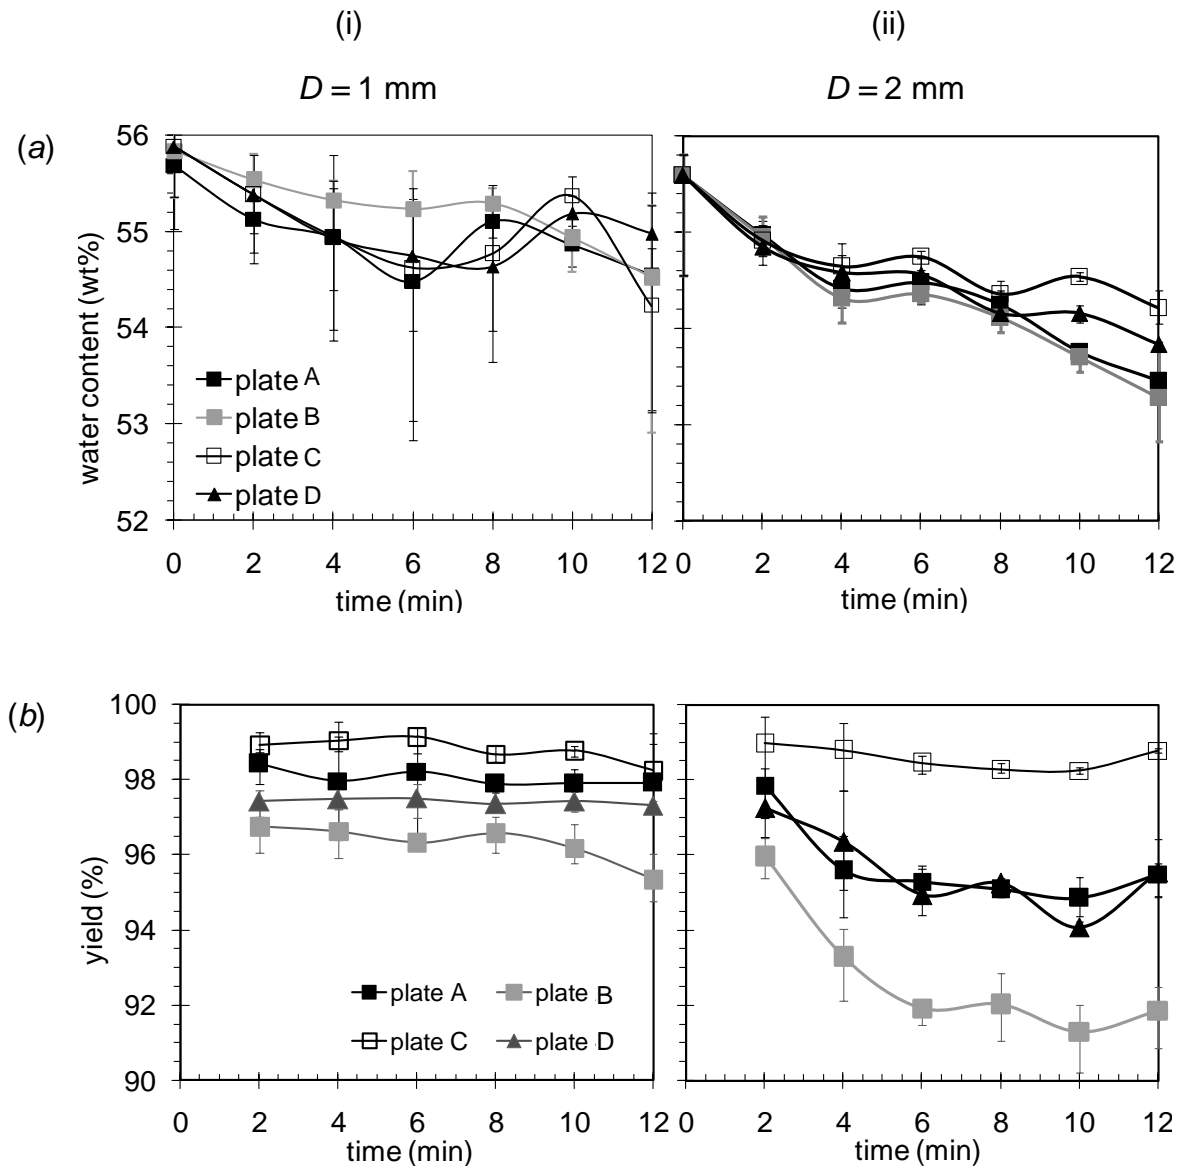 (i) (ii)
D = 1 mm D = 2 mm
(a)
56
55
54
53
52
water content (wt%)
plate A
plate B
plate C
plate D
0 2 4 6 8 10 12 0 2 4 6 8 10 12
time (min) time (min)
(b)
100
98
96
94
92
90
yield (%)
plate A plate B
plate C plate D
0 2 4 6 8 10 12 0 2 4 6 8 10 12
time (min) time (min)